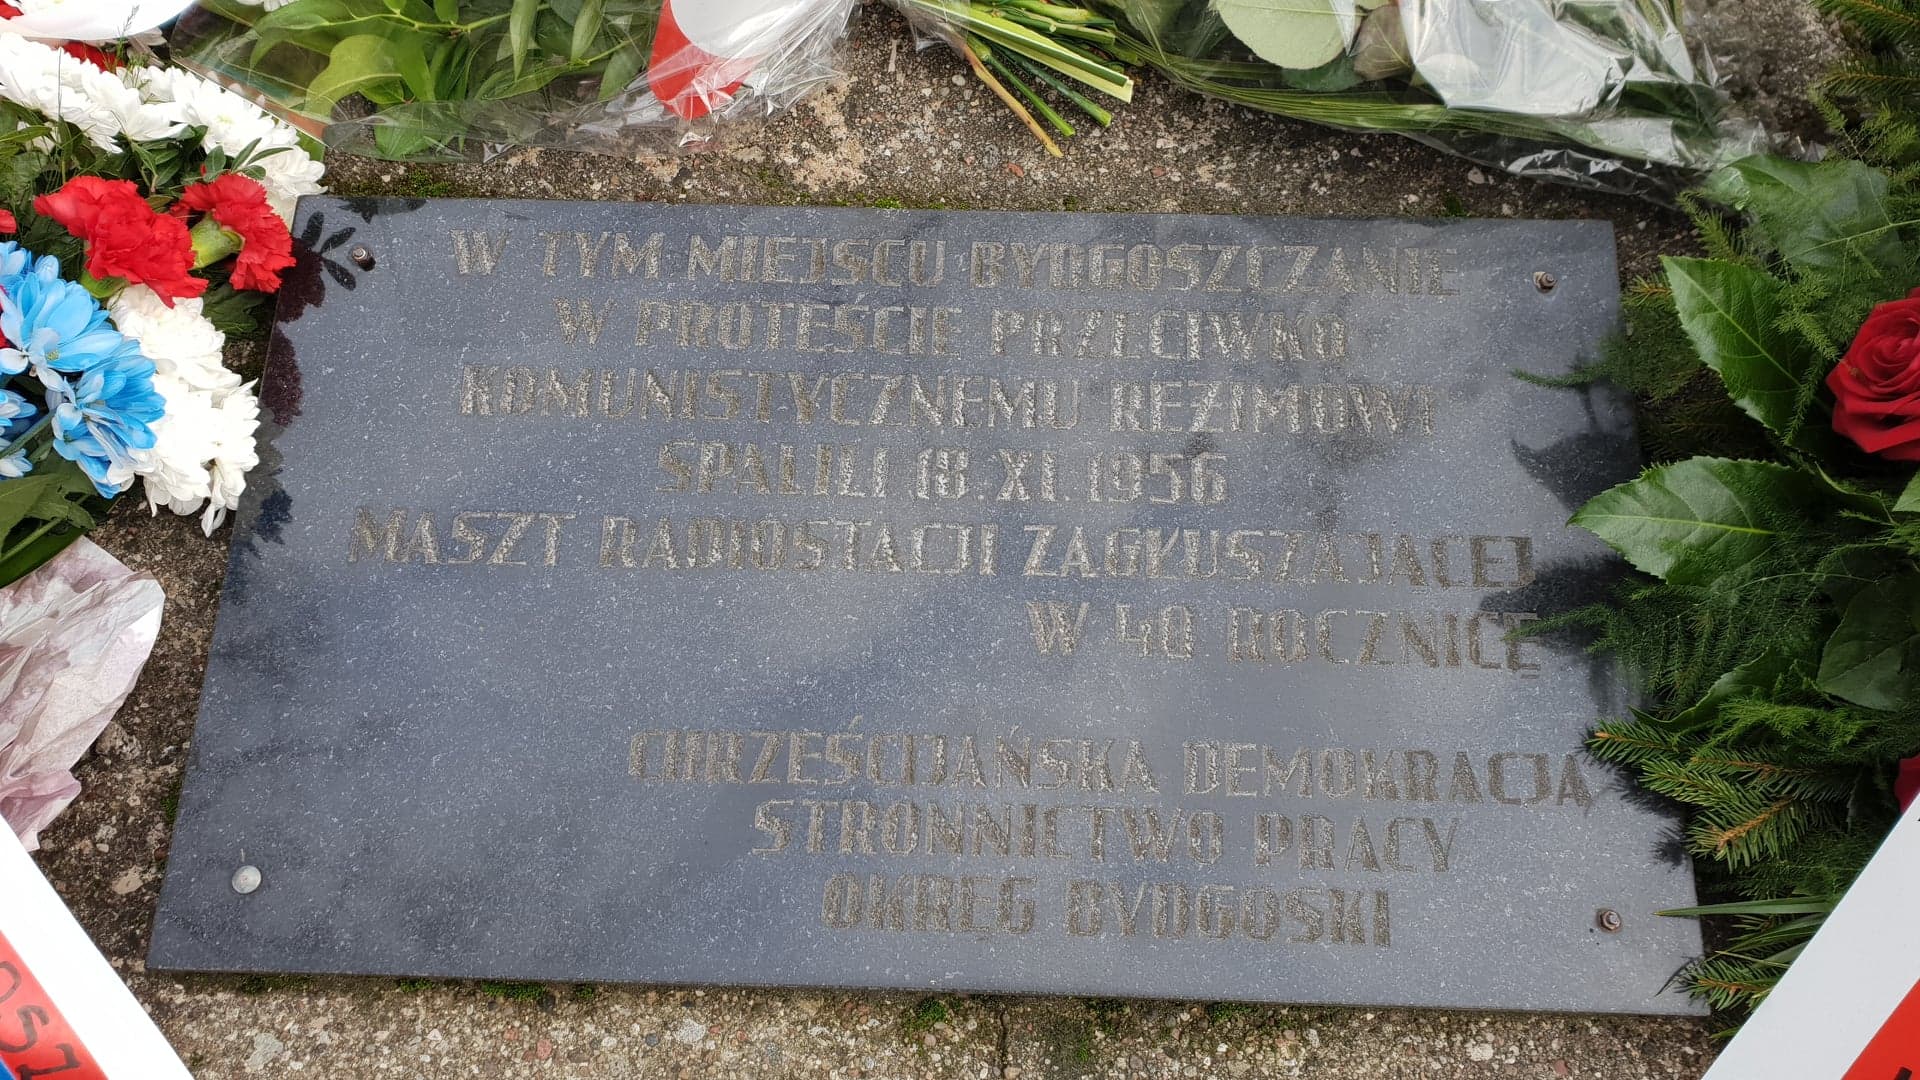 W TYM MIEJSCU BYDGOSZCZANIE
W PROTEŚCIE PRZECIWKO
KOMUNISTYCZNEMU REŻIMOWI
SPALILI 18.XI.1956
MASZT RADIOSTACJI ZAGŁUSZAJĄCEJ
W 40 ROCZNICĘ
CHRZEŚCIJAŃSKA DEMOKRACJA
STRONNICTWO PRACY
OKRĘG BYDGOSKI